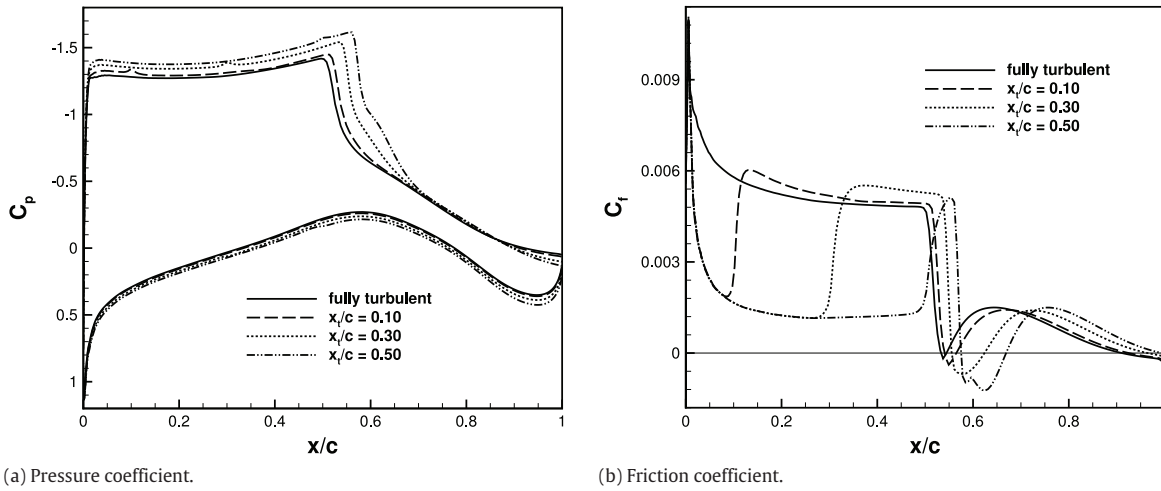 -1.5
-1
-0.5
0
0.5
1
C_p
0
0.2
0.4
0.6
0.8
1
x/c
fully turbulent
x_t/c = 0.10
x_t/c = 0.30
x_t/c = 0.50
(a) Pressure coefficient.
0.009
0.006
0.003
0
C_f
0
0.2
0.4
0.6
0.8
x/c
fully turbulent
x_t/c = 0.10
x_t/c = 0.30
x_t/c = 0.50
(b) Friction coefficient.